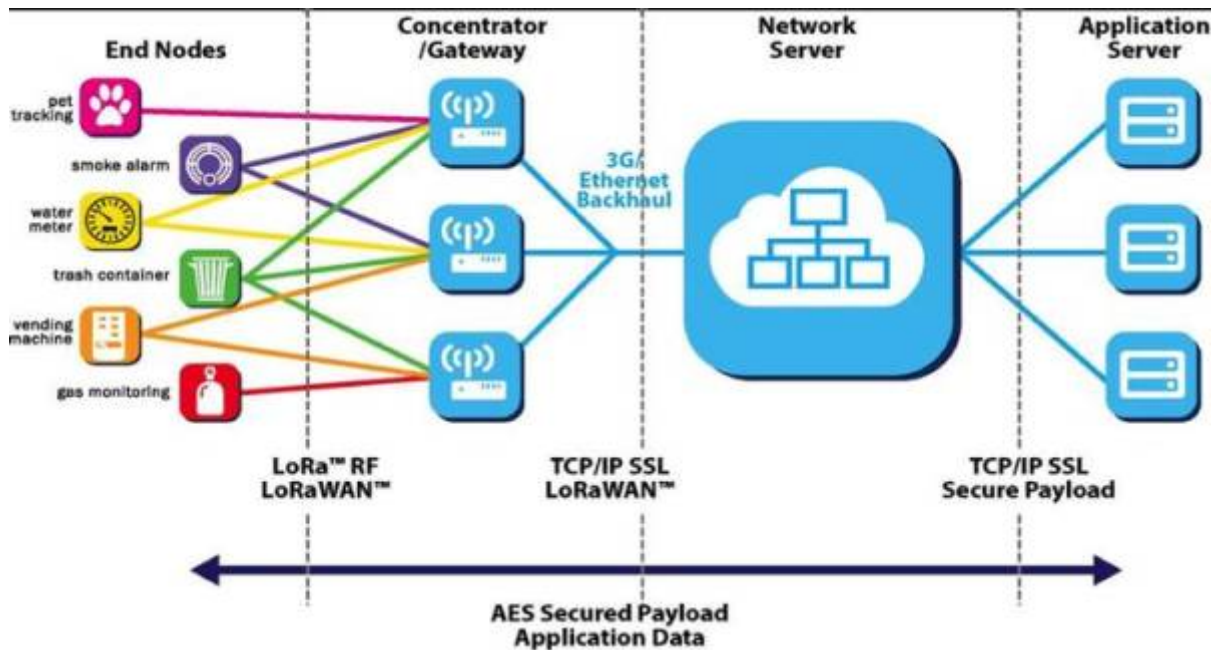 End Nodes
Concentrator
/Gateway
Network
Server
Application
Server
pet
tracking
smoke alarm
water
meter
trash container
vending
machine
gas monitoring
3G/
Ethernet
Backhaul
LoRa™ RF
LoRaWAN™
TCP/IP SSL
LoRaWAN™
TCP/IP SSL
Secure Payload
AES Secured Payload
Application Data